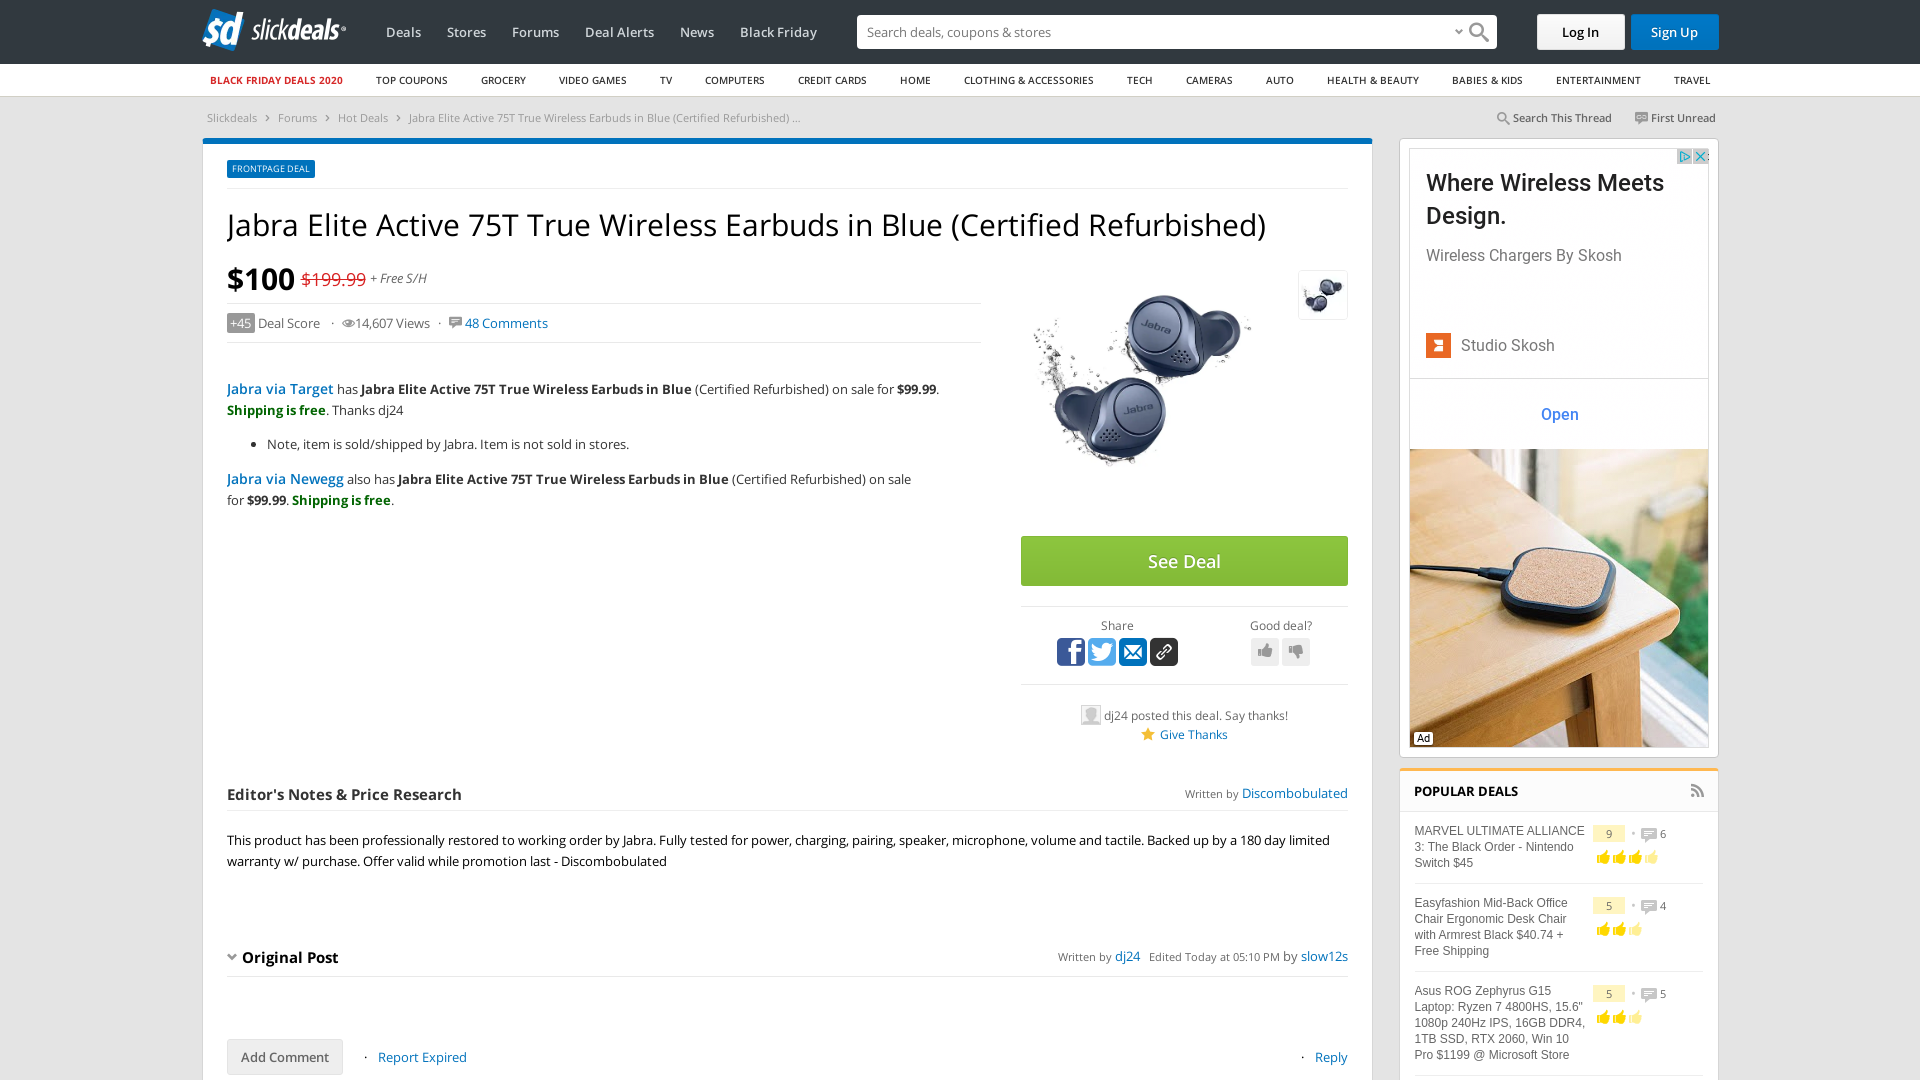 sd slickdeals
Deals Stores Forums Deal Alerts News Black Friday
Search deals, coupons & stores
Log In
Sign Up
BLACK FRIDAY DEALS 2020 TOP COUPONS GROCERY VIDEO GAMES TV COMPUTERS CREDIT CARDS HOME CLOTHING & ACCESSORIES TECH CAMERAS AUTO HEALTH & BEAUTY BABIES & KIDS ENTERTAINMENT TRAVEL
Slickdeals › Forums › Hot Deals › Jabra Elite Active 75T True Wireless Earbuds in Blue (Certified Refurbished) ...
Search This Thread First Unread
FRONTPAGE DEAL
Jabra Elite Active 75T True Wireless Earbuds in Blue (Certified Refurbished)
$100 $199.99 + Free S/H
+45 Deal Score · 14,607 Views · 48 Comments
Jabra via Target has Jabra Elite Active 75T True Wireless Earbuds in Blue (Certified Refurbished) on sale for $99.99.
Shipping is free. Thanks dj24
• Note, item is sold/shipped by Jabra. Item is not sold in stores.
Jabra via Newegg also has Jabra Elite Active 75T True Wireless Earbuds in Blue (Certified Refurbished) on sale
for $99.99. Shipping is free.
Jabra
Jabra
See Deal
Share
Good deal?
dj24 posted this deal. Say thanks!
Give Thanks
Editor's Notes & Price Research
Written by Discombobulated
This product has been professionally restored to working order by Jabra. Fully tested for power, charging, pairing, speaker, microphone, volume and tactile. Backed up by a 180 day limited
warranty w/ purchase. Offer valid while promotion last - Discombobulated
Original Post
Written by dj24 Edited Today at 05:10 PM by slow12s
Add Comment · Report Expired
· Reply
Where Wireless Meets
Design.
Wireless Chargers By Skosh
Studio Skosh
Open
Ad
POPULAR DEALS
MARVEL ULTIMATE ALLIANCE
3: The Black Order - Nintendo
Switch $45
9 • 6
Easyfashion Mid-Back Office
Chair Ergonomic Desk Chair
with Armrest Black $40.74 +
Free Shipping
5 • 4
Asus ROG Zephyrus G15
Laptop: Ryzen 7 4800HS, 15.6"
1080p 240Hz IPS, 16GB DDR4,
1TB SSD, RTX 2060, Win 10
Pro $1199 @ Microsoft Store
5 • 5